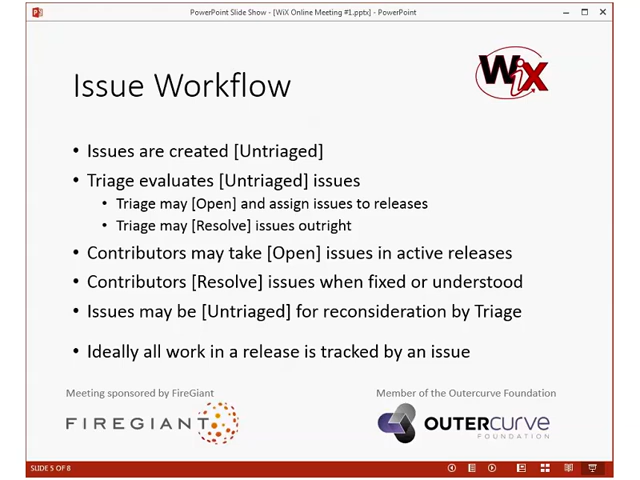 PowerPoint Slide Show - [WiX Online Meeting #1.pptx] - PowerPoint
Issue Workflow
WiX
• Issues are created [Untriaged]
• Triage evaluates [Untriaged] issues
• Triage may [Open] and assign issues to releases
• Triage may [Resolve] issues outright
• Contributors may take [Open] issues in active releases
• Contributors [Resolve] issues when fixed or understood
• Issues may be [Untriaged] for reconsideration by Triage
• Ideally all work in a release is tracked by an issue
Meeting sponsored by FireGiant
Member of the Outercurve Foundation
FIREGIANT
OUTERCURVE
FOUNDATION
SLIDE 5 OF 8